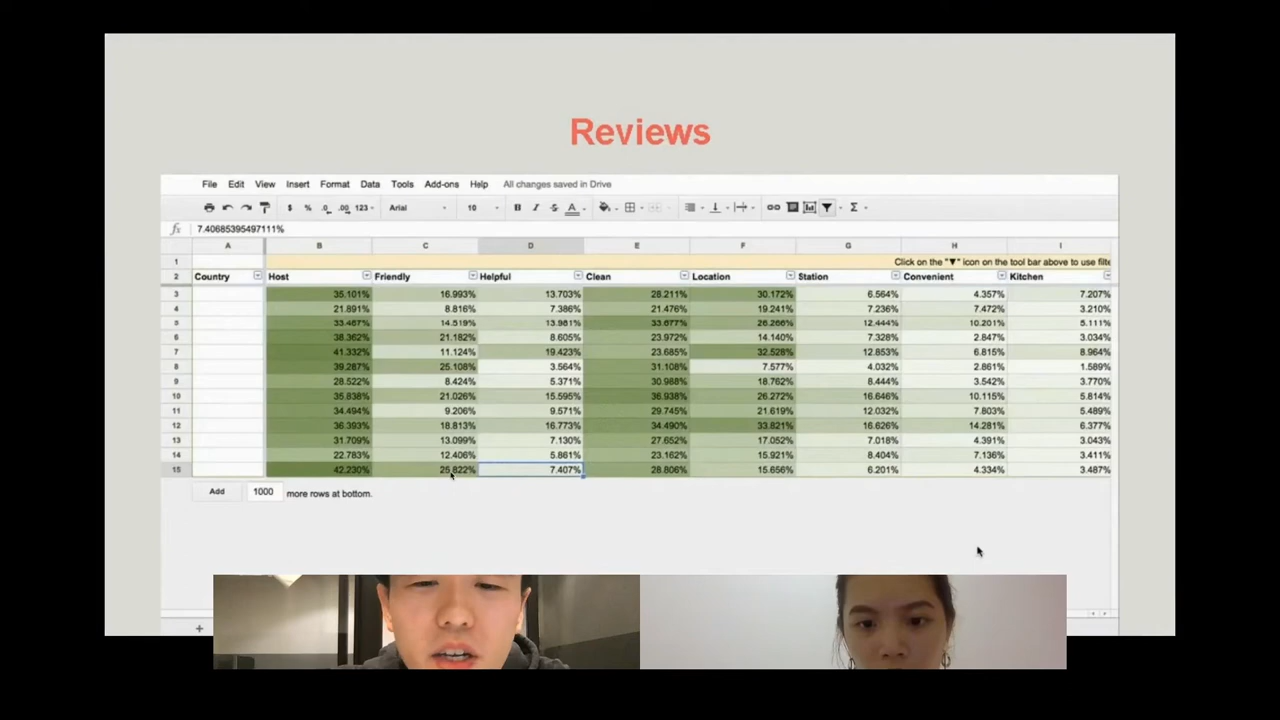 Reviews
File Edit View Insert Format Data Tools Add-ons Help All changes saved in Drive
$ % .0 .00 123 Arial 10 B I S A Σ
fx 7.40685395497111%
A B C D E F G H I
1 Click on the "▼" icon on the tool bar above to use filte
2 Country Host Friendly Helpful Clean Location Station Convenient Kitchen
3 35.101% 16.993% 13.703% 28.211% 30.172% 6.564% 4.357% 7.207%
4 21.891% 8.816% 7.386% 21.476% 19.241% 7.236% 7.472% 3.210%
5 33.467% 14.519% 13.981% 33.677% 26.266% 12.444% 10.201% 5.111%
6 38.362% 21.182% 8.605% 23.972% 14.140% 7.328% 2.847% 3.034%
7 41.332% 11.124% 19.423% 23.685% 32.528% 12.853% 6.815% 8.964%
8 39.287% 25.108% 3.564% 31.108% 7.577% 4.032% 2.861% 1.589%
9 28.522% 8.424% 5.371% 30.988% 18.762% 8.444% 3.542% 3.770%
10 35.838% 21.026% 15.595% 36.938% 26.272% 16.646% 10.115% 5.814%
11 34.494% 9.206% 9.571% 29.745% 21.619% 12.032% 7.803% 5.489%
12 36.393% 18.813% 16.773% 34.490% 33.821% 16.626% 14.281% 6.377%
13 31.709% 13.099% 7.130% 27.652% 17.052% 7.018% 4.391% 3.043%
14 22.783% 12.406% 5.861% 23.162% 15.921% 8.404% 7.136% 3.411%
15 42.230% 25.822% 7.407% 28.806% 15.656% 6.201% 4.334% 3.487%
Add 1000 more rows at bottom.